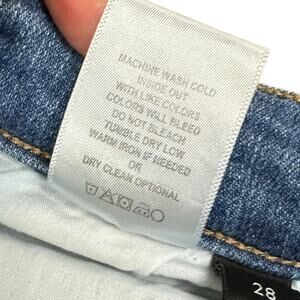 MACHINE WASH COLD
INSIDE OUT
WITH LIKE COLORS
COLORS WILL BLEED
DO NOT BLEACH
TUMBLE DRY LOW
WARM IRON IF NEEDED
OR
DRY CLEAN OPTIONAL
28